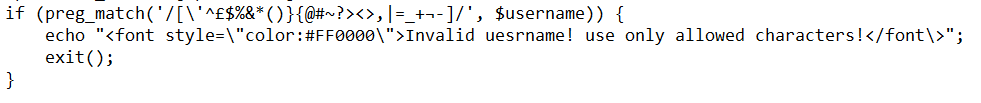 if (preg_match('/[\'^£$%&*()}{@#~?><>,|=_+¬-]/', $username)) {
    echo "<font style=\"color:#FF0000\">Invalid uesrname! use only allowed characters!</font\>";
    exit();
}